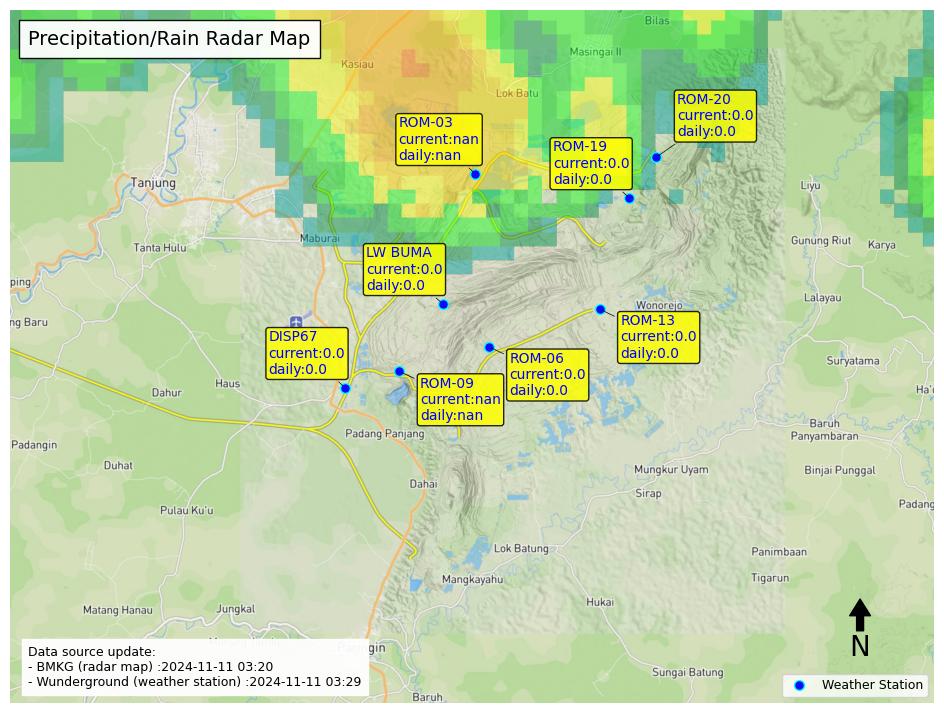 Precipitation/Rain Radar Map
Bilas
Masingai II
Kasiau
Lok Batu
ROM-20
current:0.0
daily:0.0
ROM-03
current:nan
daily:nan
ROM-19
current:0.0
daily:0.0
Tanjung
Liyu
Maburai
Tanta Hulu
Gunung Riut
Karya
LW BUMA
current:0.0
daily:0.0
ping
Lalayau
Wonorejo
ng Baru
ROM-13
current:0.0
daily:0.0
DISP67
current:0.0
daily:0.0
ROM-06
current:0.0
daily:0.0
Suryatama
Haus
Dahur
ROM-09
current:nan
daily:nan
Ha'
Baruh
Panyambaran
Padang Panjang
Padangin
Duhat
Mungkur Uyam
Binjai Punggal
Dahai
Sirap
Padang
Pulau Ku'u
Lok Batung
Panimbaan
Mangkayahu
Tigarun
Hukai
Matang Hanau
Jungkal
N
Data source update:
- BMKG (radar map) :2024-11-11 03:20
- Wunderground (weather station) :2024-11-11 03:29
Sungai Batung
Weather Station
Baruh